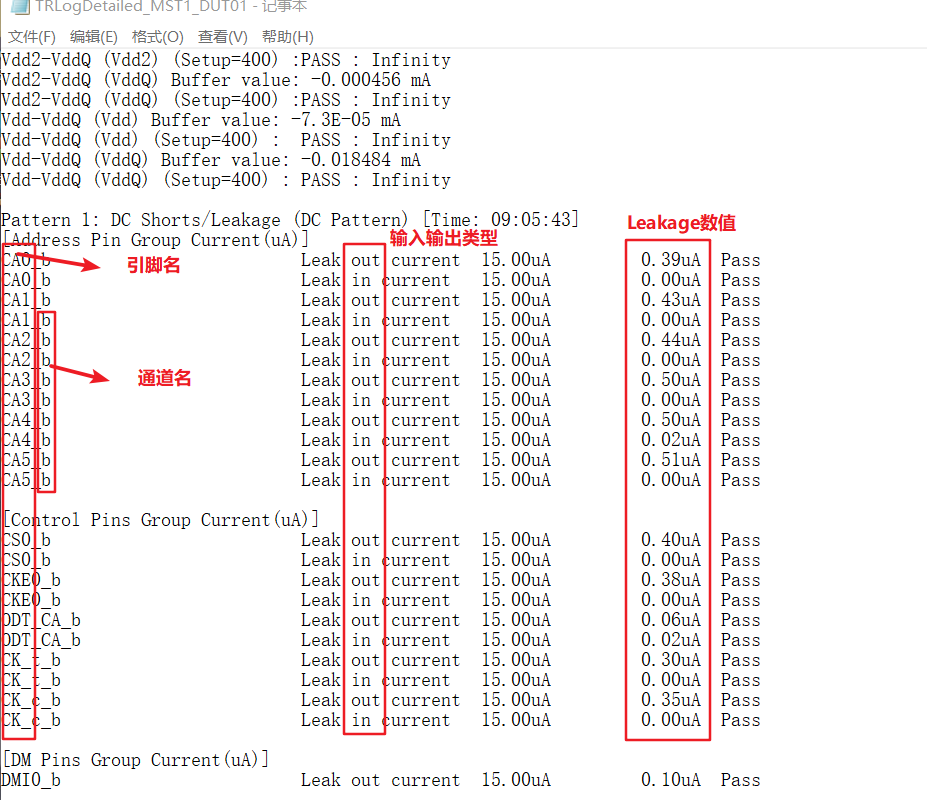 TRLogDetailed_MST1_DUT01 - 记事本
文件(F) 编辑(E) 格式(O) 查看(V) 帮助(H)
Vdd2-VddQ (Vdd2) (Setup=400) :PASS : Infinity
Vdd2-VddQ (VddQ) Buffer value: -0.000456 mA
Vdd2-VddQ (VddQ) (Setup=400) :PASS : Infinity
Vdd-VddQ (Vdd) Buffer value: -7.3E-05 mA
Vdd-VddQ (Vdd) (Setup=400) : PASS : Infinity
Vdd-VddQ (VddQ) Buffer value: -0.018484 mA
Vdd-VddQ (VddQ) (Setup=400) : PASS : Infinity
Pattern 1: DC Shorts/Leakage (DC Pattern) [Time: 09:05:43]
Leakage数值
[Address Pin Group Current(uA)]
输入输出类型
CA0_b Leak out current 15.00uA 0.39uA Pass
引脚名
CA0_b Leak in current 15.00uA 0.00uA Pass
CA1_b Leak out current 15.00uA 0.43uA Pass
CA1_b Leak in current 15.00uA 0.00uA Pass
CA2_b Leak out current 15.00uA 0.44uA Pass
CA2_b Leak in current 15.00uA 0.00uA Pass
CA3_b Leak out current 15.00uA 0.50uA Pass
通道名
CA3_b Leak in current 15.00uA 0.00uA Pass
CA4_b Leak out current 15.00uA 0.50uA Pass
CA4_b Leak in current 15.00uA 0.02uA Pass
CA5_b Leak out current 15.00uA 0.51uA Pass
CA5_b Leak in current 15.00uA 0.00uA Pass
[Control Pins Group Current(uA)]
CS0_b Leak out current 15.00uA 0.40uA Pass
CS0_b Leak in current 15.00uA 0.00uA Pass
CKE0_b Leak out current 15.00uA 0.38uA Pass
CKE0_b Leak in current 15.00uA 0.00uA Pass
ODT_CA_b Leak out current 15.00uA 0.06uA Pass
ODT_CA_b Leak in current 15.00uA 0.02uA Pass
CK_t_b Leak out current 15.00uA 0.30uA Pass
CK_t_b Leak in current 15.00uA 0.00uA Pass
CK_c_b Leak out current 15.00uA 0.35uA Pass
CK_c_b Leak in current 15.00uA 0.00uA Pass
[DM Pins Group Current(uA)]
DMI0_b Leak out current 15.00uA 0.10uA Pass